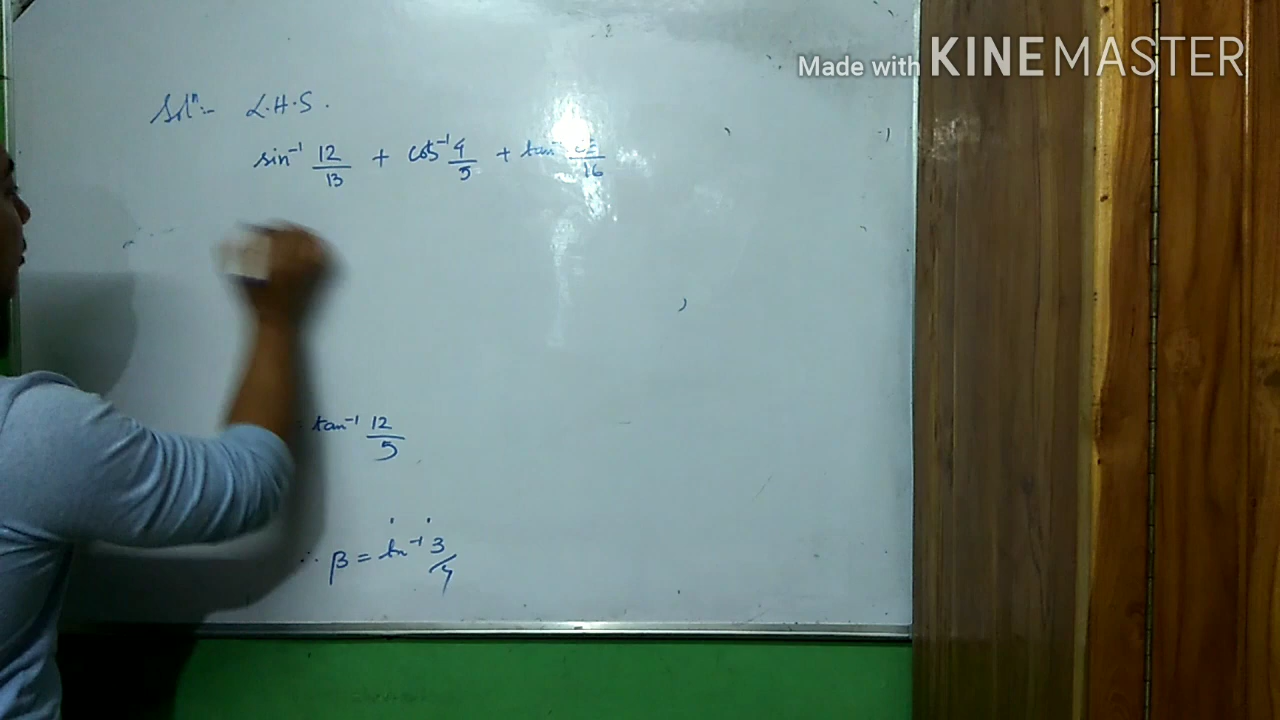 Made with KINEMASTER
Solⁿ:- L.H.S.
sin⁻¹ 12/13 + cos⁻¹ 4/5 + tan /16
tan⁻¹ 12/5
∴ β = tan⁻¹ 3/4